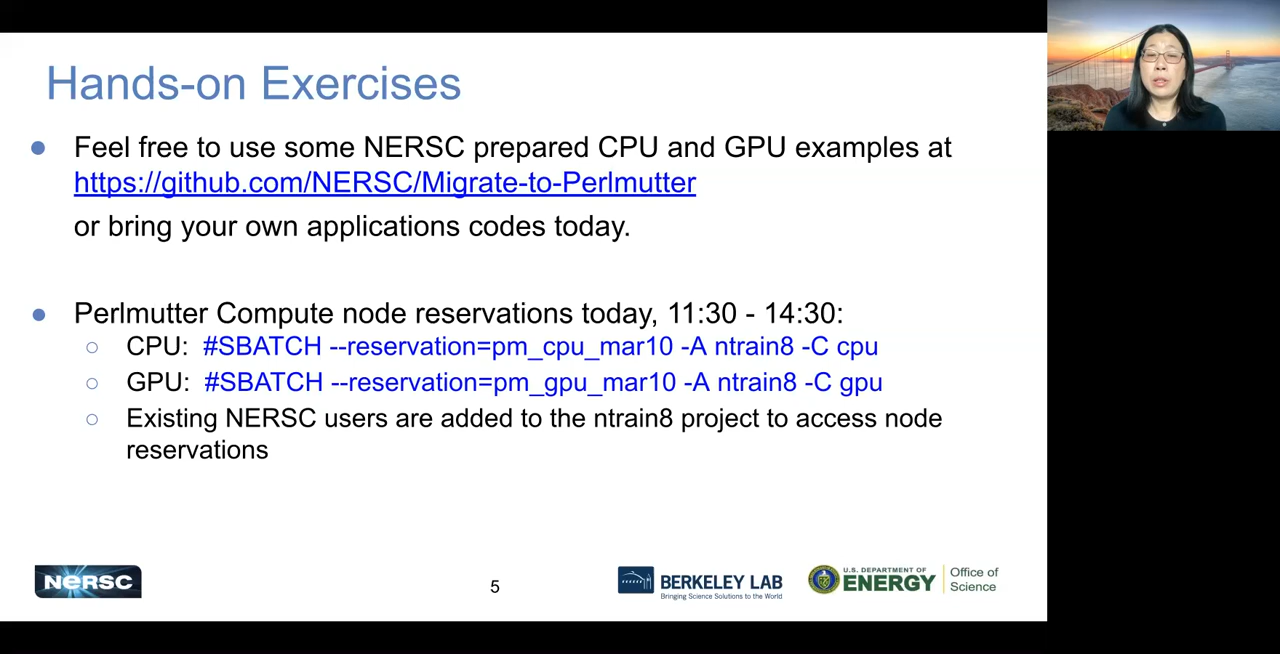 Hands-on Exercises
● Feel free to use some NERSC prepared CPU and GPU examples at
https://github.com/NERSC/Migrate-to-Perlmutter
or bring your own applications codes today.
● Perlmutter Compute node reservations today, 11:30 - 14:30:
○ CPU: #SBATCH --reservation=pm_cpu_mar10 -A ntrain8 -C cpu
○ GPU: #SBATCH --reservation=pm_gpu_mar10 -A ntrain8 -C gpu
○ Existing NERSC users are added to the ntrain8 project to access node
reservations
NERSC
5
BERKELEY LAB
Bringing Science Solutions to the World
U.S. DEPARTMENT OF
ENERGY
Office of
Science